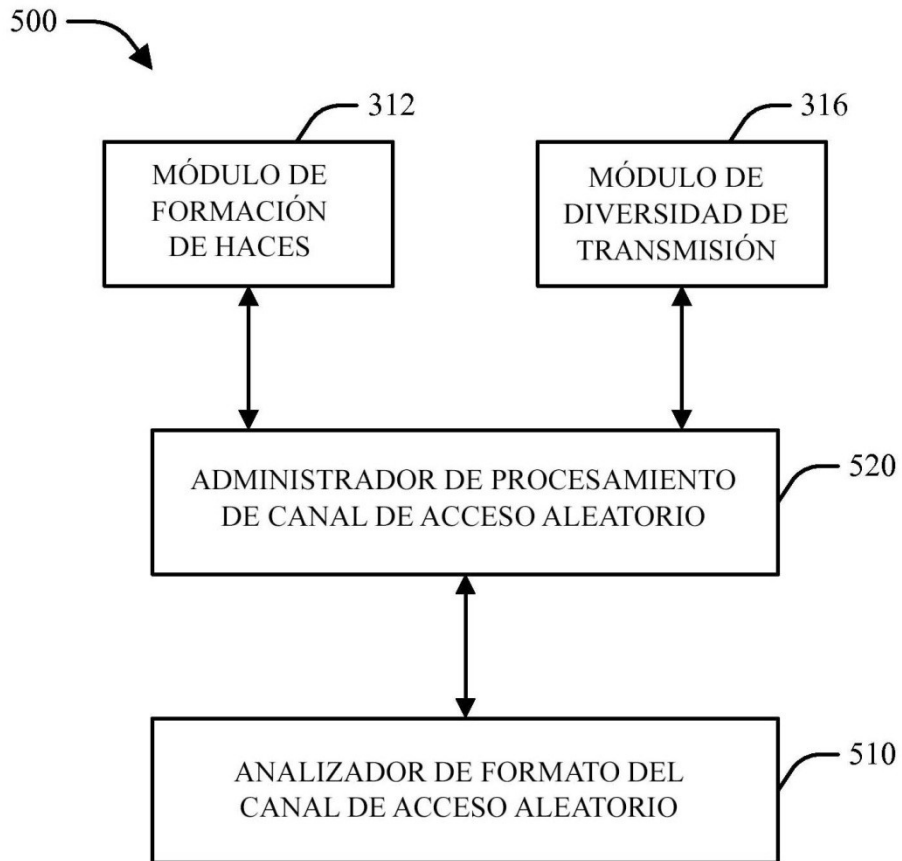 500
312
316
MÓDULO DE
FORMACIÓN
DE HACES
MÓDULO DE
DIVERSIDAD DE
TRANSMISIÓN
520
ADMINISTRADOR DE PROCESAMIENTO
DE CANAL DE ACCESO ALEATORIO
510
ANALIZADOR DE FORMATO DEL
CANAL DE ACCESO ALEATORIO